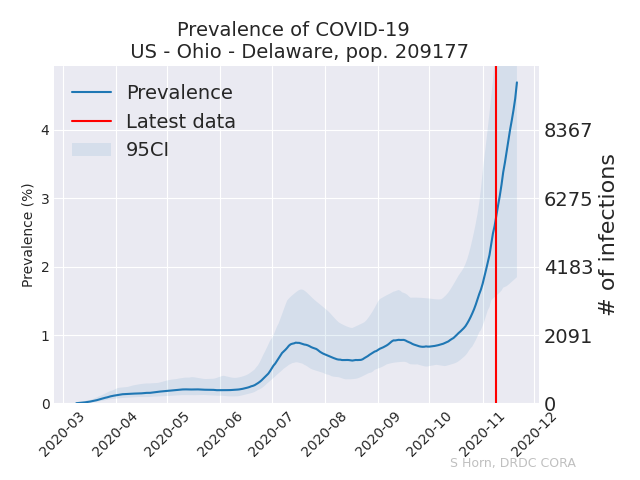 Prevalence of COVID-19
US - Ohio - Delaware, pop. 209177
Prevalence
Latest data
95CI
Prevalence (%)
4
3
2
1
0
8367
6275
4183
2091
0
# of infections
2020-03
2020-04
2020-05
2020-06
2020-07
2020-08
2020-09
2020-10
2020-11
2020-12
S Horn, DRDC CORA